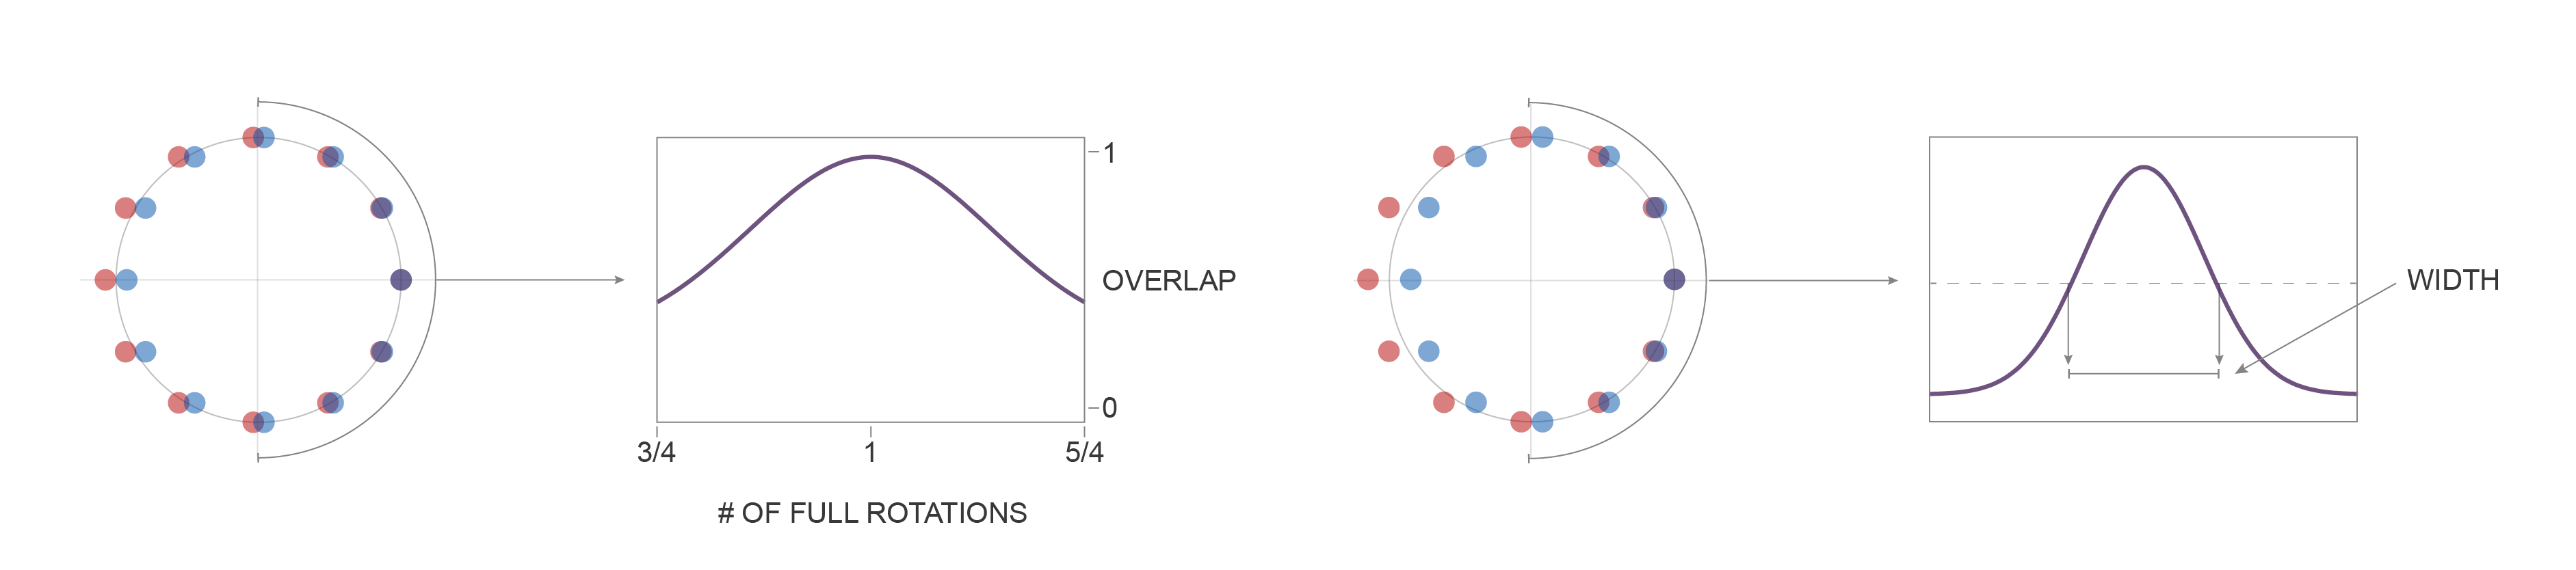 1
OVERLAP
0
3/4
1
5/4
# OF FULL ROTATIONS
WIDTH